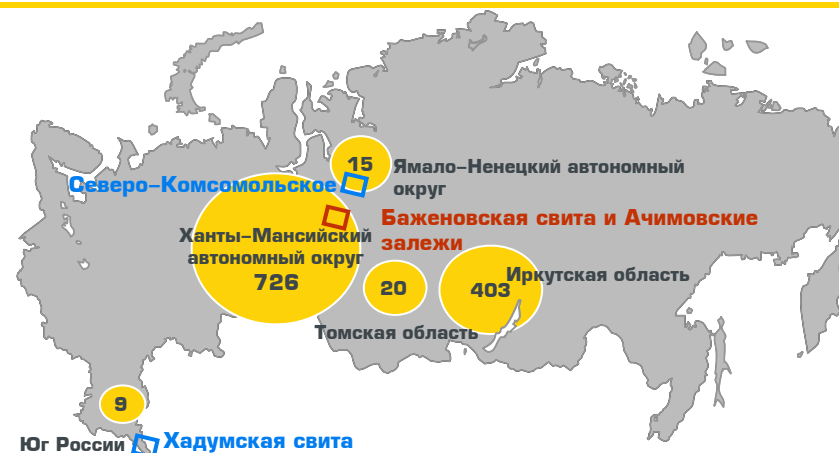 15
Ямало-Ненецкий автономный
округ
Северо-Комсомольское
Баженовская свита и Ачимовские
залежи
Ханты-Мансийский
автономный округ
726
20
403
Иркутская область
Томская область
9
Юг России
Хадумская свита